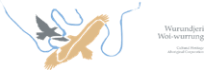 Wurundjeri
Woi-wurrung
Cultural Heritage
Aboriginal Corporation